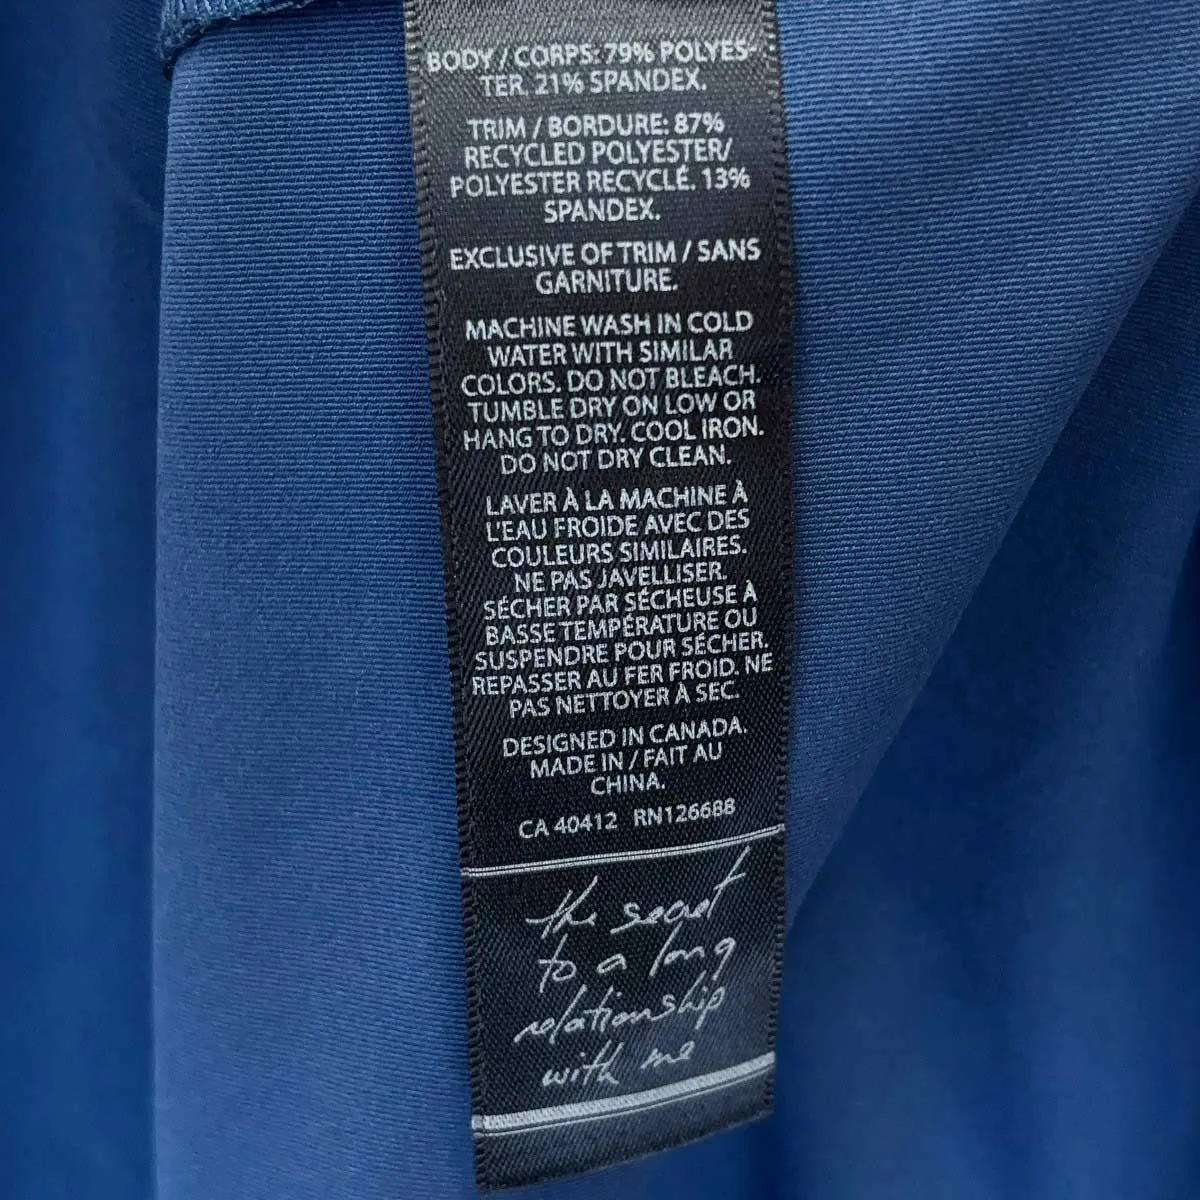 BODY / CORPS: 79% POLYES-
TER. 21% SPANDEX.
TRIM / BORDURE: 87%
RECYCLED POLYESTER/
POLYESTER RECYCLÉ. 13%
SPANDEX.
EXCLUSIVE OF TRIM / SANS
GARNITURE.
MACHINE WASH IN COLD
WATER WITH SIMILAR
COLORS. DO NOT BLEACH.
TUMBLE DRY ON LOW OR
HANG TO DRY. COOL IRON.
DO NOT DRY CLEAN.
LAVER À LA MACHINE À
L'EAU FROIDE AVEC DES
COULEURS SIMILAIRES.
NE PAS JAVELLISER.
SÉCHER PAR SÉCHEUSE À
BASSE TEMPÉRATURE OU
SUSPENDRE POUR SÉCHER.
REPASSER AU FER FROID. NE
PAS NETTOYER À SEC.
DESIGNED IN CANADA.
MADE IN / FAIT AU
CHINA.
CA 40412 RN126688
the secret
to a long
relationship
with me